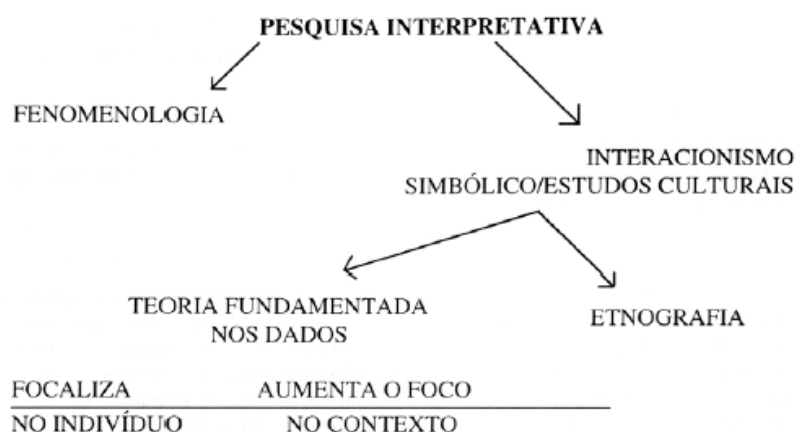 PESQUISA INTERPRETATIVA
FENOMENOLOGIA
INTERACIONISMO
SIMBÓLICO/ESTUDOS CULTURAIS
TEORIA FUNDAMENTADA
NOS DADOS
ETNOGRAFIA
FOCALIZA AUMENTA O FOCO
NO INDIVÍDUO NO CONTEXTO